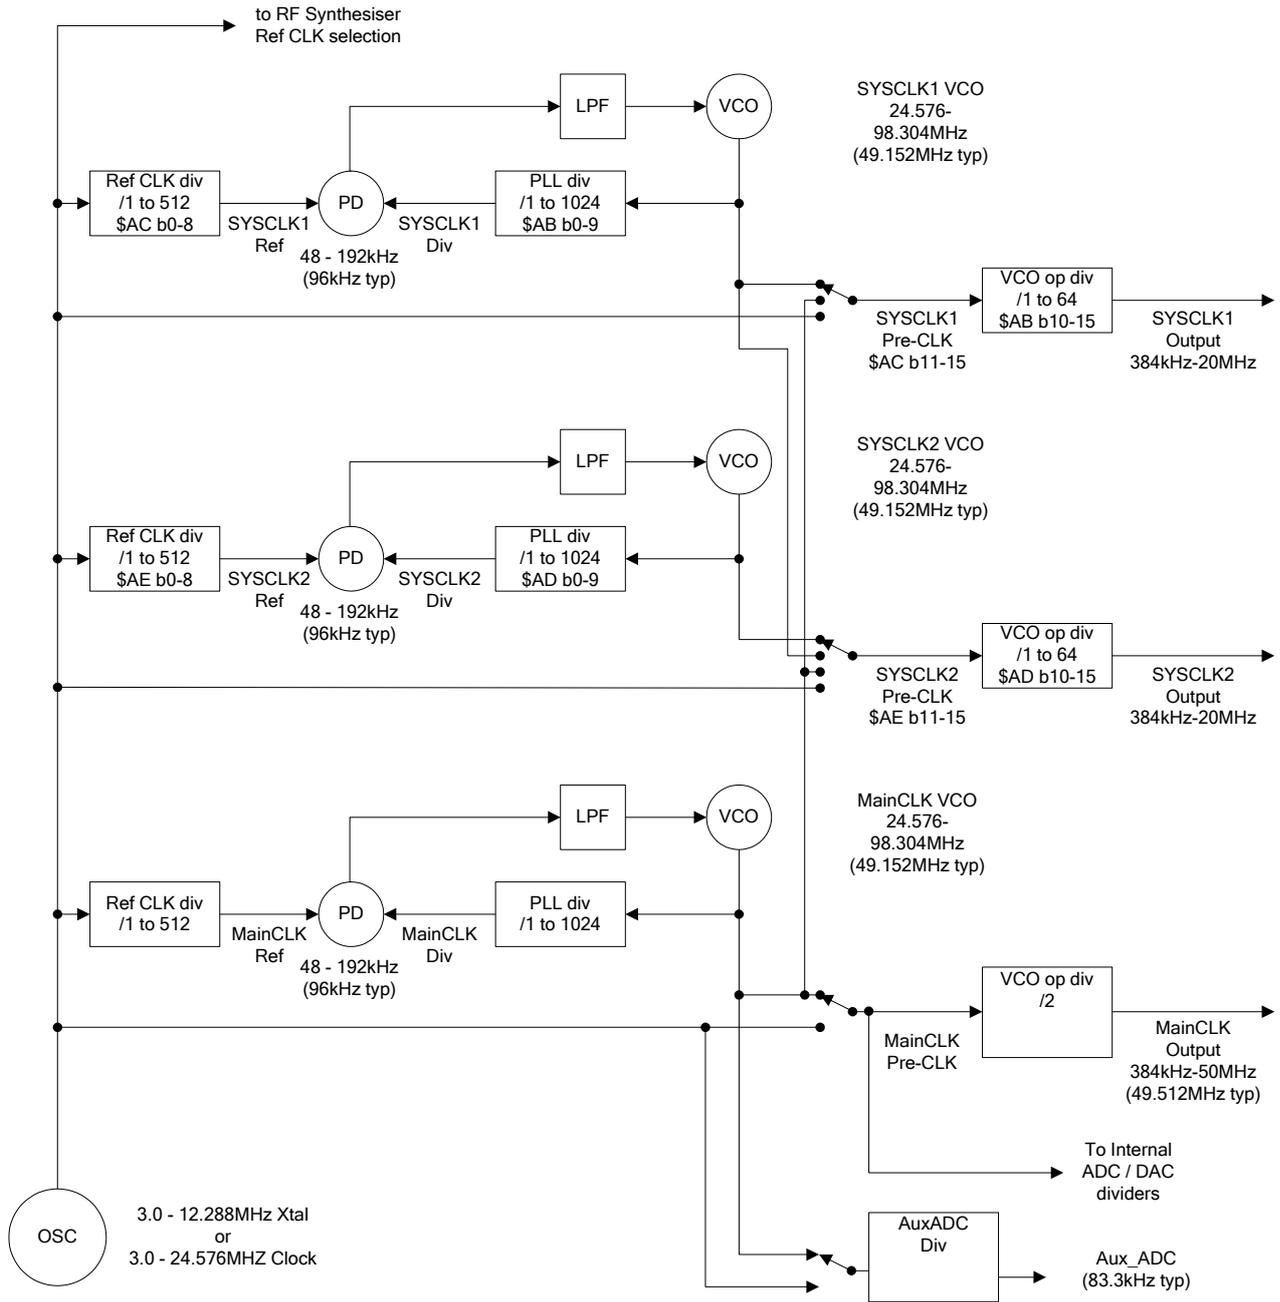 to RF Synthesiser
Ref CLK selection
LPF
VCO
SYSCLK1 VCO
24.576-
98.304MHz
(49.152MHz typ)
Ref CLK div
/1 to 512
$AC b0-8
SYSCLK1
Ref
PD
48 - 192kHz
(96kHz typ)
SYSCLK1
Div
PLL div
/1 to 1024
$AB b0-9
SYSCLK1
Pre-CLK
$AC b11-15
VCO op div
/1 to 64
$AB b10-15
SYSCLK1
Output
384kHz-20MHz
LPF
VCO
SYSCLK2 VCO
24.576-
98.304MHz
(49.152MHz typ)
Ref CLK div
/1 to 512
$AE b0-8
SYSCLK2
Ref
PD
48 - 192kHz
(96kHz typ)
SYSCLK2
Div
PLL div
/1 to 1024
$AD b0-9
SYSCLK2
Pre-CLK
$AE b11-15
VCO op div
/1 to 64
$AD b10-15
SYSCLK2
Output
384kHz-20MHz
LPF
VCO
MainCLK VCO
24.576-
98.304MHz
(49.152MHz typ)
Ref CLK div
/1 to 512
MainCLK
Ref
PD
48 - 192kHz
(96kHz typ)
MainCLK
Div
PLL div
/1 to 1024
MainCLK
Pre-CLK
VCO op div
/2
MainCLK
Output
384kHz-50MHz
(49.512MHz typ)
To Internal
ADC / DAC
dividers
OSC
3.0 - 12.288MHz Xtal
or
3.0 - 24.576MHZ Clock
AuxADC
Div
Aux_ADC
(83.3kHz typ)